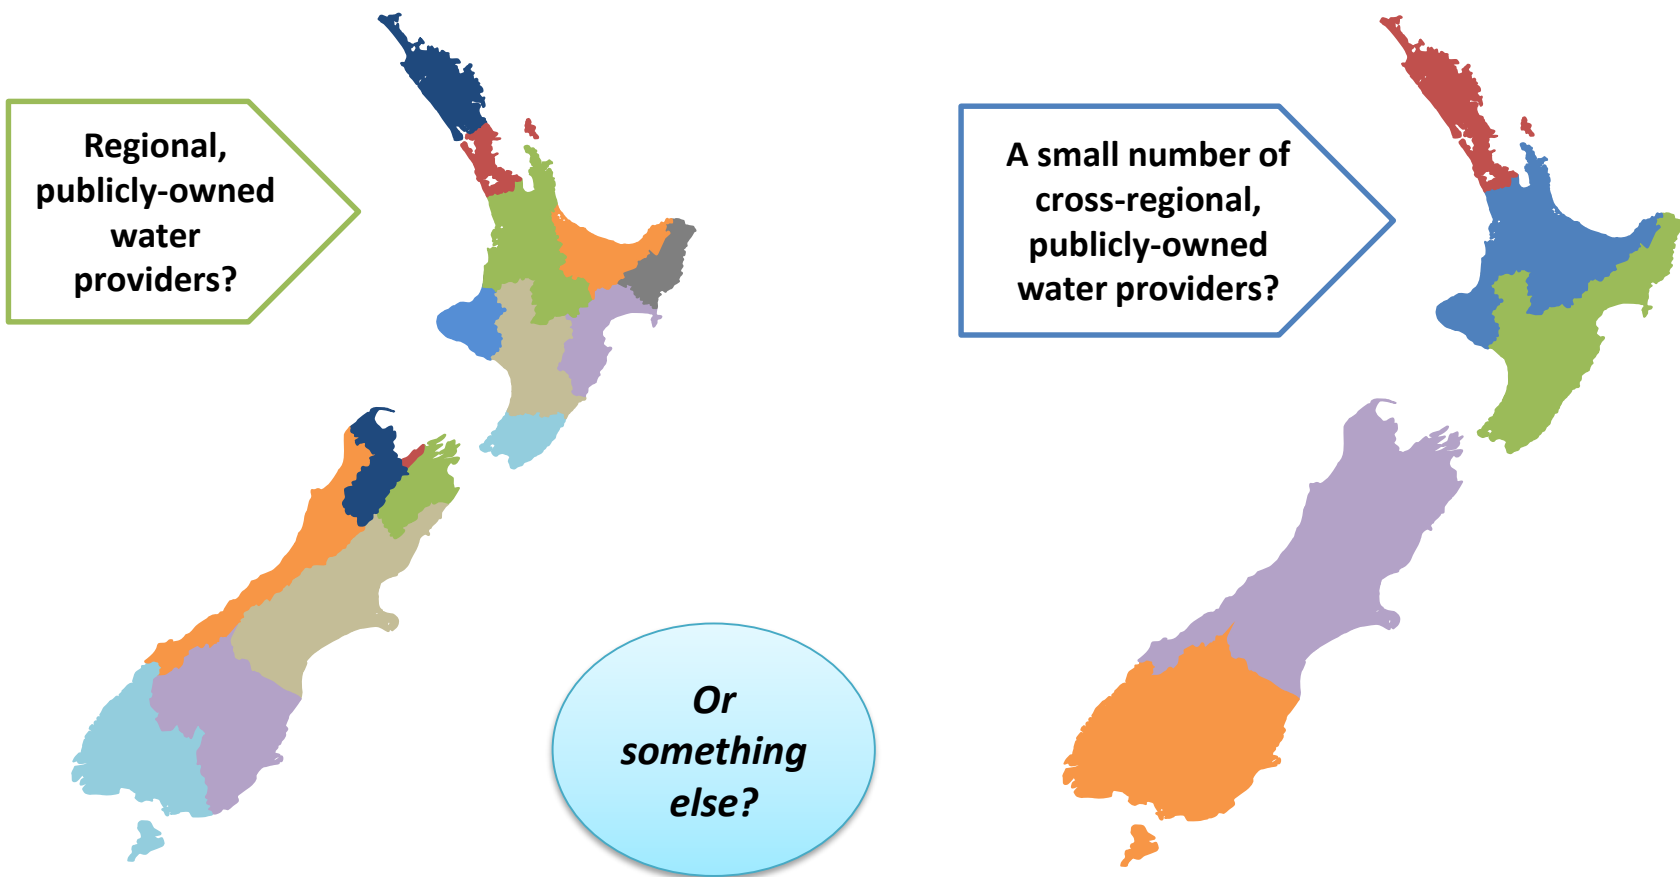 Regional,
publicly-owned
water
providers?
A small number of
cross-regional,
publicly-owned
water providers?
Or
something
else?